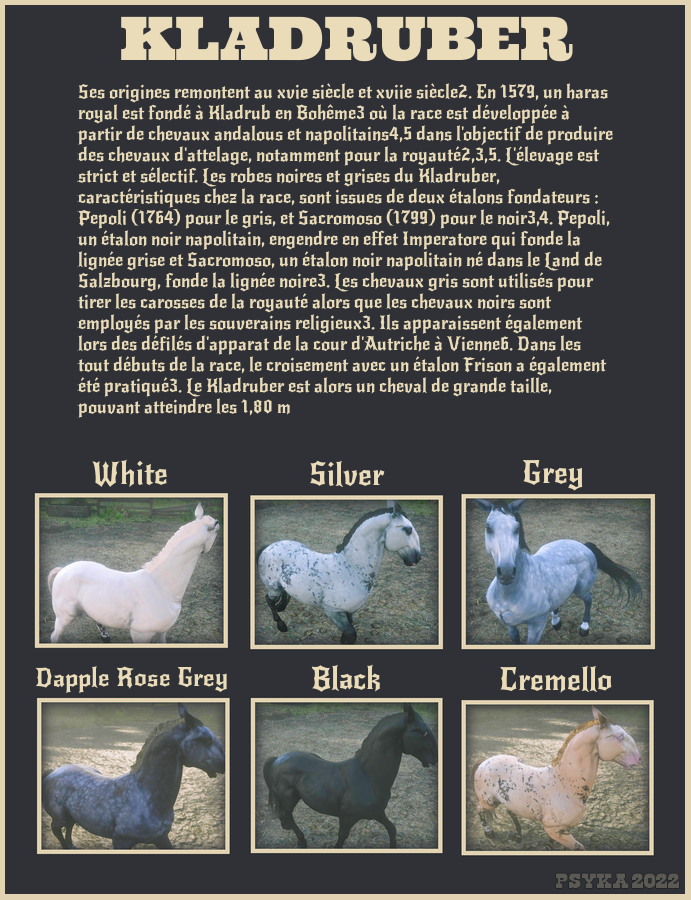 KLADRUBER
Ses origines remontent au xvie siècle et xviie siècle2. En 1579, un haras
royal est fondé à Kladrub en Bohême3 où la race est développée à
partir de chevaux andalous et napolitains4,5 dans l'objectif de produire
des chevaux d'attelage, notamment pour la royauté2,3,5. L'élevage est
strict et sélectif. Les robes noires et grises du Kladruber,
caractéristiques chez la race, sont issues de deux étalons fondateurs :
Pepoli (1764) pour le gris, et Sacromoso (1799) pour le noir3,4. Pepoli,
un étalon noir napolitain, engendre en effet Imperatore qui fonde la
lignée grise et Sacromoso, un étalon noir napolitain né dans le Land de
Salzbourg, fonde la lignée noire3. Les chevaux gris sont utilisés pour
tirer les carosses de la royauté alors que les chevaux noirs sont
employés par les souverains religieux3. Ils apparaissent également
lors des défilés d'apparat de la cour d'Autriche à Vienne6. Dans les
tout débuts de la race, le croisement avec un étalon Frison a également
été pratiqué3. Le Kladruber est alors un cheval de grande taille,
pouvant atteindre les 1,80 m
White
Silver
Grey
Dapple Rose Grey
Black
Cremello
PSYKA 2022